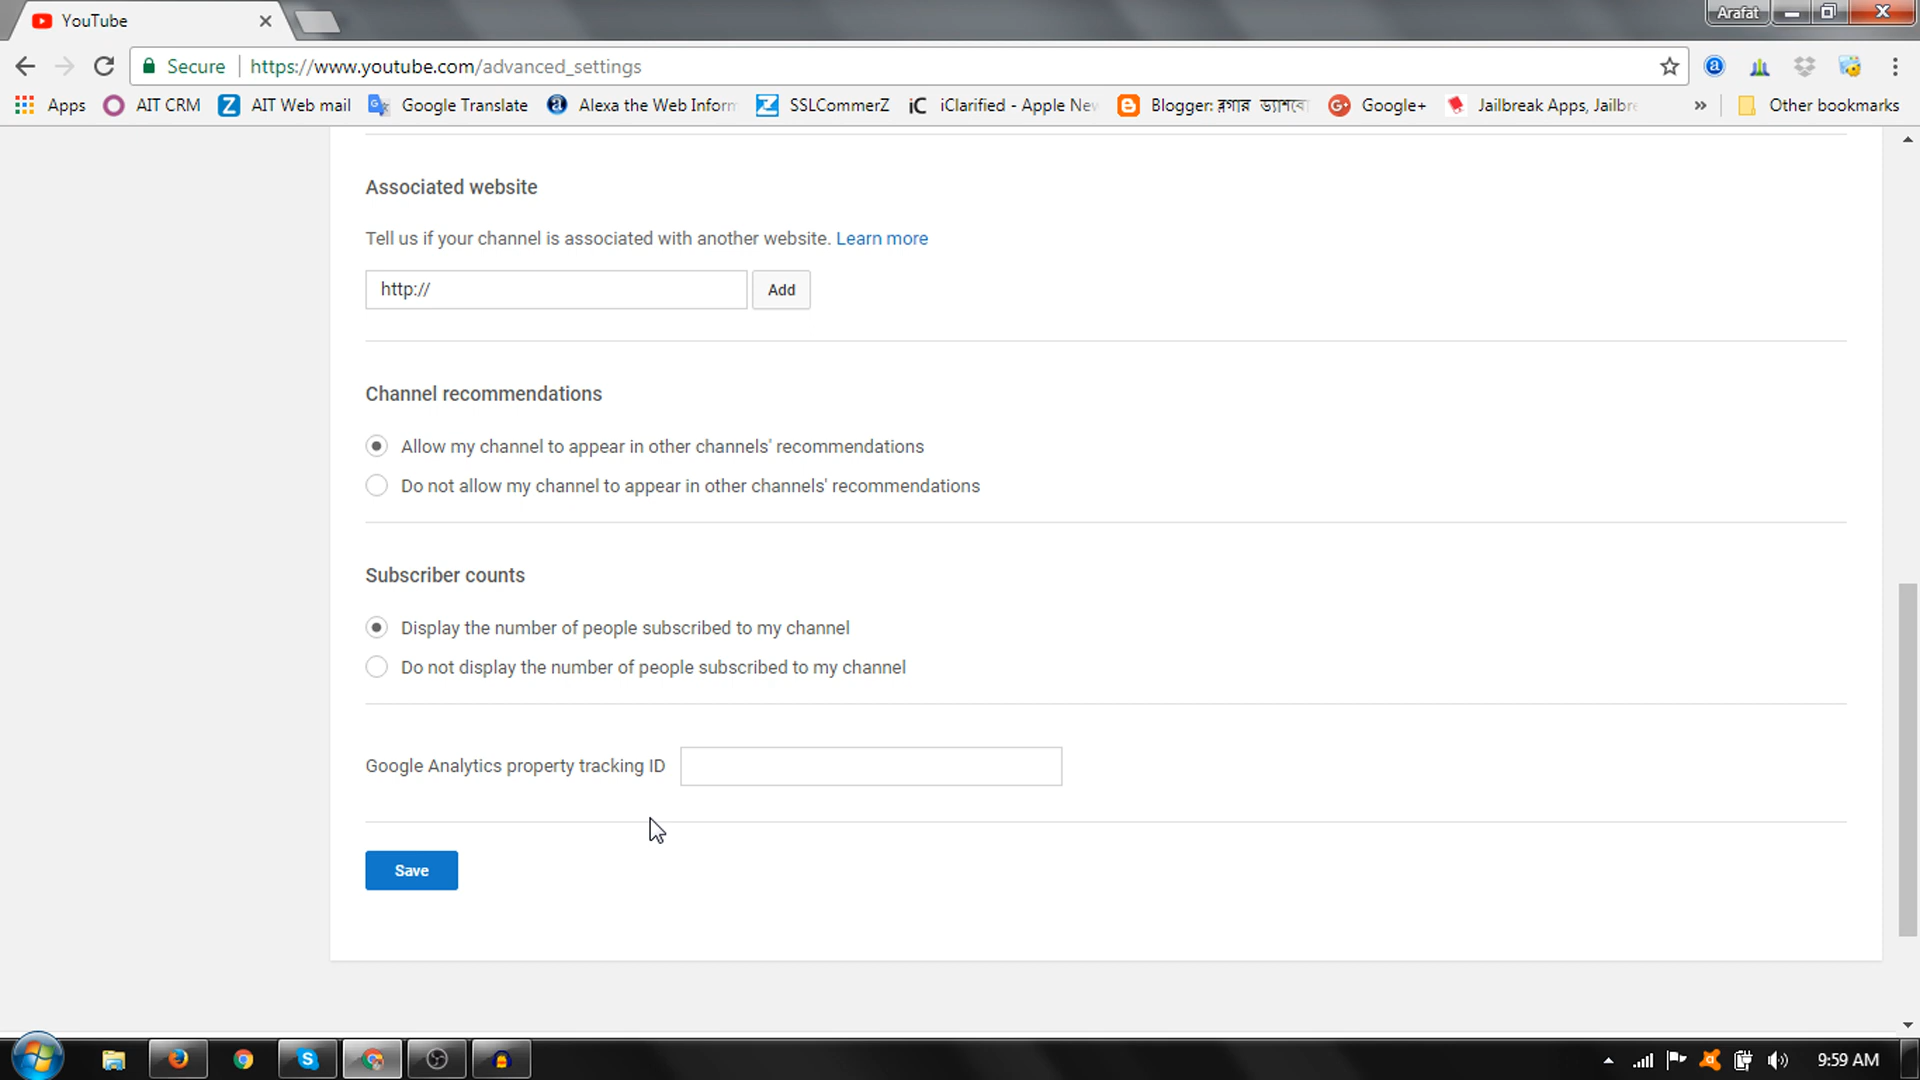 YouTube
Arafat
Secure
https://www.youtube.com/advanced_settings
Apps
AIT CRM
AIT Web mail
Google Translate
Alexa the Web Inform
SSLCommerZ
iClarified - Apple Nev
Blogger: ব্লগার ড্যাশবো
Google+
Jailbreak Apps, Jailbre
»
Other bookmarks
Associated website
Tell us if your channel is associated with another website. Learn more
http://
Add
Channel recommendations
Allow my channel to appear in other channels' recommendations
Do not allow my channel to appear in other channels' recommendations
Subscriber counts
Display the number of people subscribed to my channel
Do not display the number of people subscribed to my channel
Google Analytics property tracking ID
Save
9:59 AM